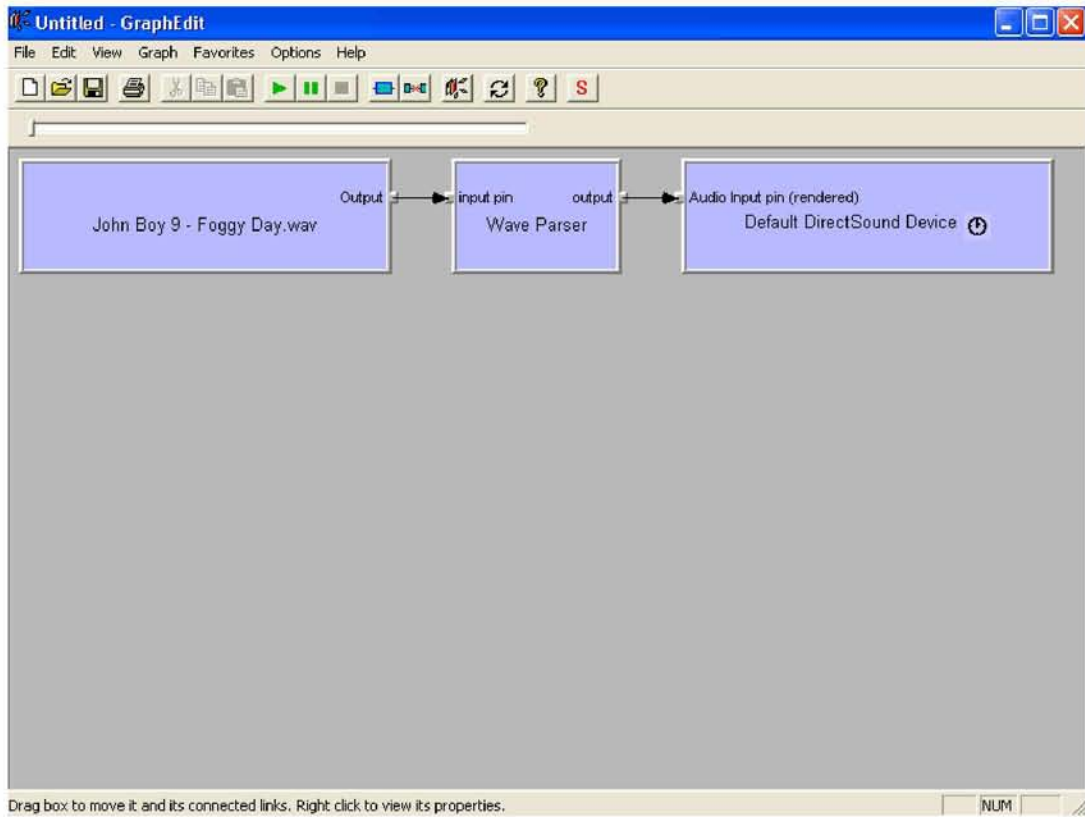 Untitled - GraphEdit
File Edit View Graph Favorites Options Help
S
Output
John Boy 9 - Foggy Day.wav
input pin output
Wave Parser
Audio Input pin (rendered)
Default DirectSound Device
Drag box to move it and its connected links. Right click to view its properties.
NUM